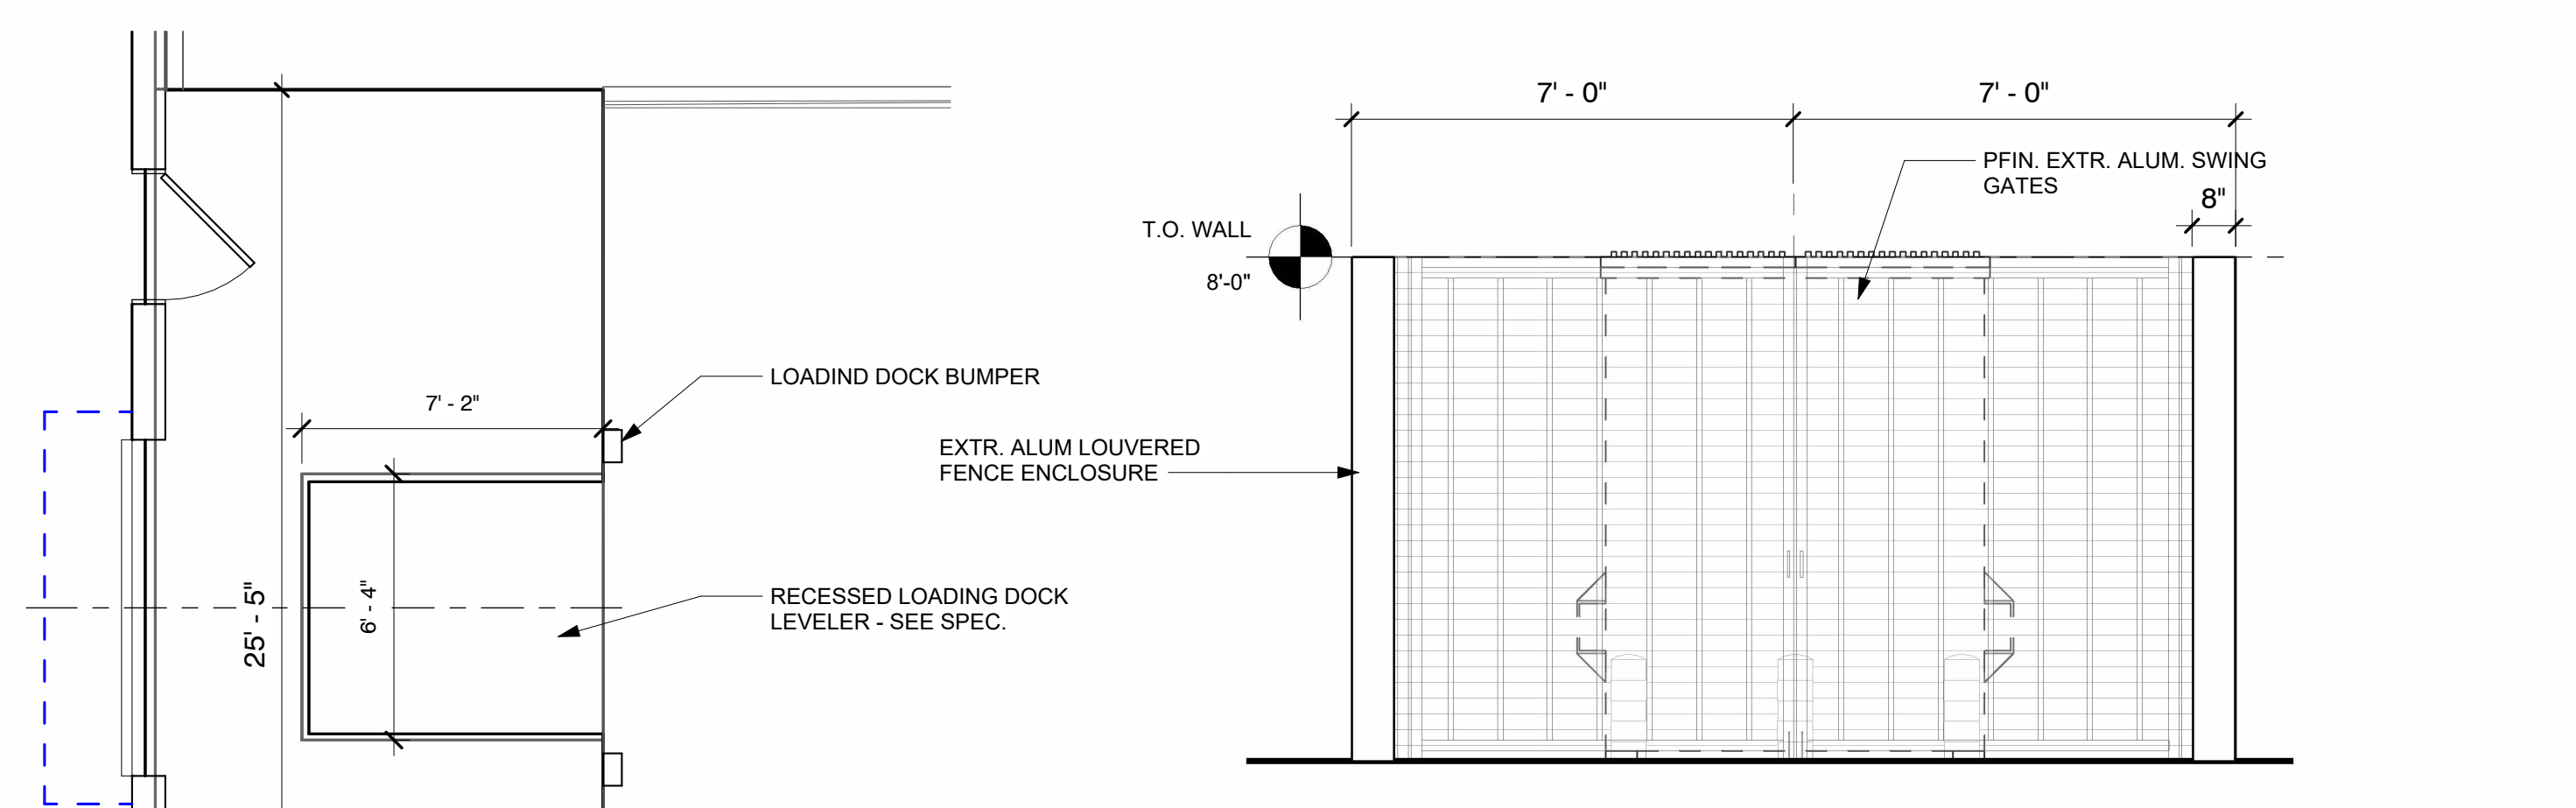 25' - 5"
7' - 2"
6' - 4"
LOADIND DOCK BUMPER
RECESSED LOADING DOCK
LEVELER - SEE SPEC.
7' - 0"
7' - 0"
PFIN. EXTR. ALUM. SWING
GATES
8"
T.O. WALL
8'-0"
EXTR. ALUM LOUVERED
FENCE ENCLOSURE